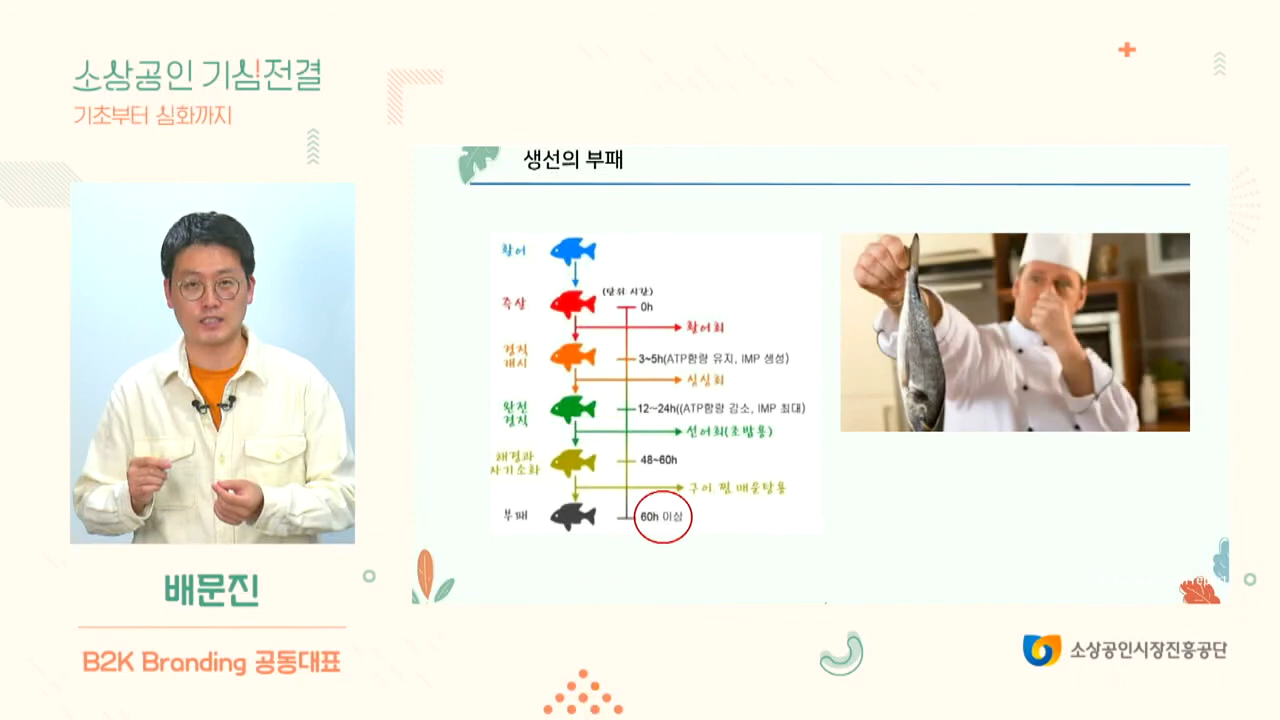 소상공인 기심전결
기초부터 심화까지
생선의 부패
활어
즉살
(단위 시간)
0h
활어회
경직
개시
3~5h(ATP함량 유지, IMP 생성)
싱싱회
완전
경직
12~24h((ATP함량 감소, IMP 최대)
선어회(초밥용)
해경과
자기소화
48~60h
구이 찜 매운탕용
부패
60h 이상
배문진
B2K Branding 공동대표
소상공인시장진흥공단